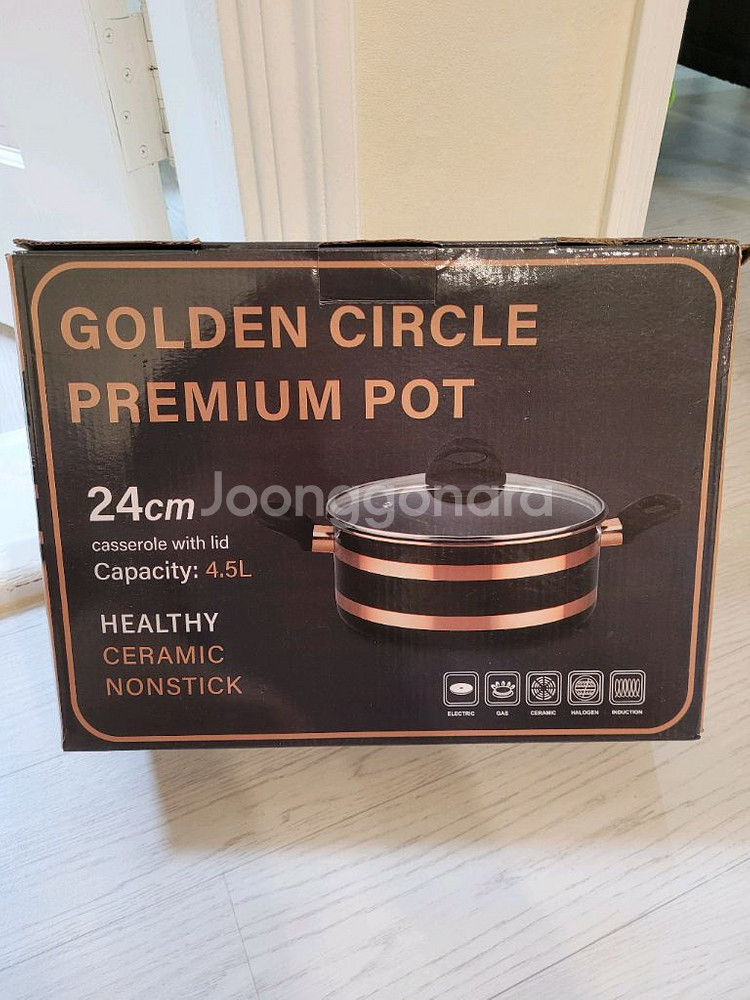 GOLDEN CIRCLE
PREMIUM POT
24cm
Joonggonara
casserole with lid
Capacity: 4.5L
HEALTHY
CERAMIC
NONSTICK
ELECTRIC
GAS
CERAMIC
HALOGEN
INDUCTION